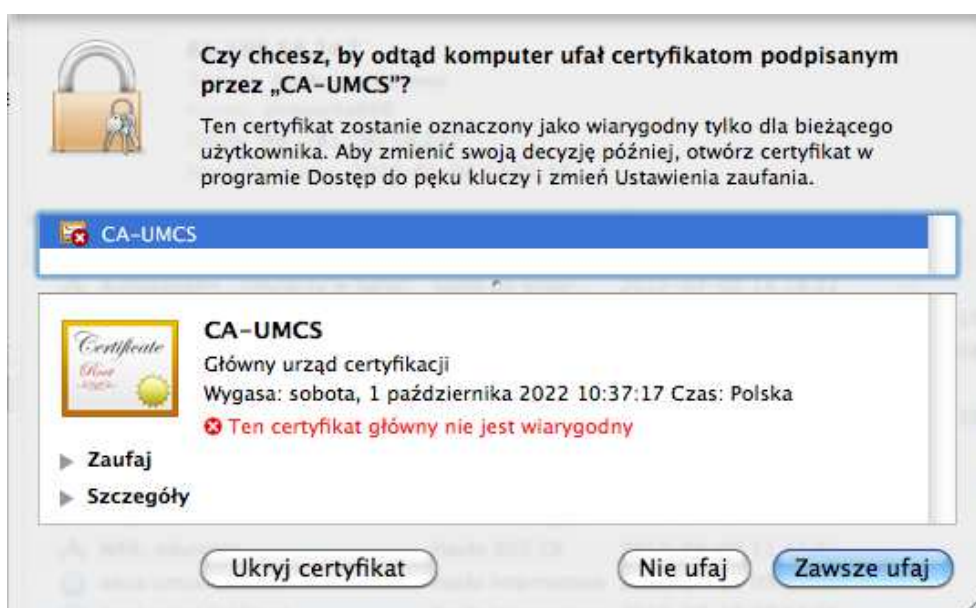 Czy chcesz, by odtąd komputer ufał certyfikatom podpisanym
przez „CA-UMCS”?
Ten certyfikat zostanie oznaczony jako wiarygodny tylko dla bieżącego
użytkownika. Aby zmienić swoją decyzję później, otwórz certyfikat w
programie Dostęp do pęku kluczy i zmień Ustawienia zaufania.
CA-UMCS
Certificate
Root
CA-UMCS
Główny urząd certyfikacji
Wygasa: sobota, 1 października 2022 10:37:17 Czas: Polska
Ten certyfikat główny nie jest wiarygodny
Zaufaj
Szczegóły
Ukryj certyfikat
Nie ufaj
Zawsze ufaj